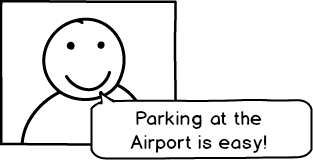 Parking at the
Airport is easy!